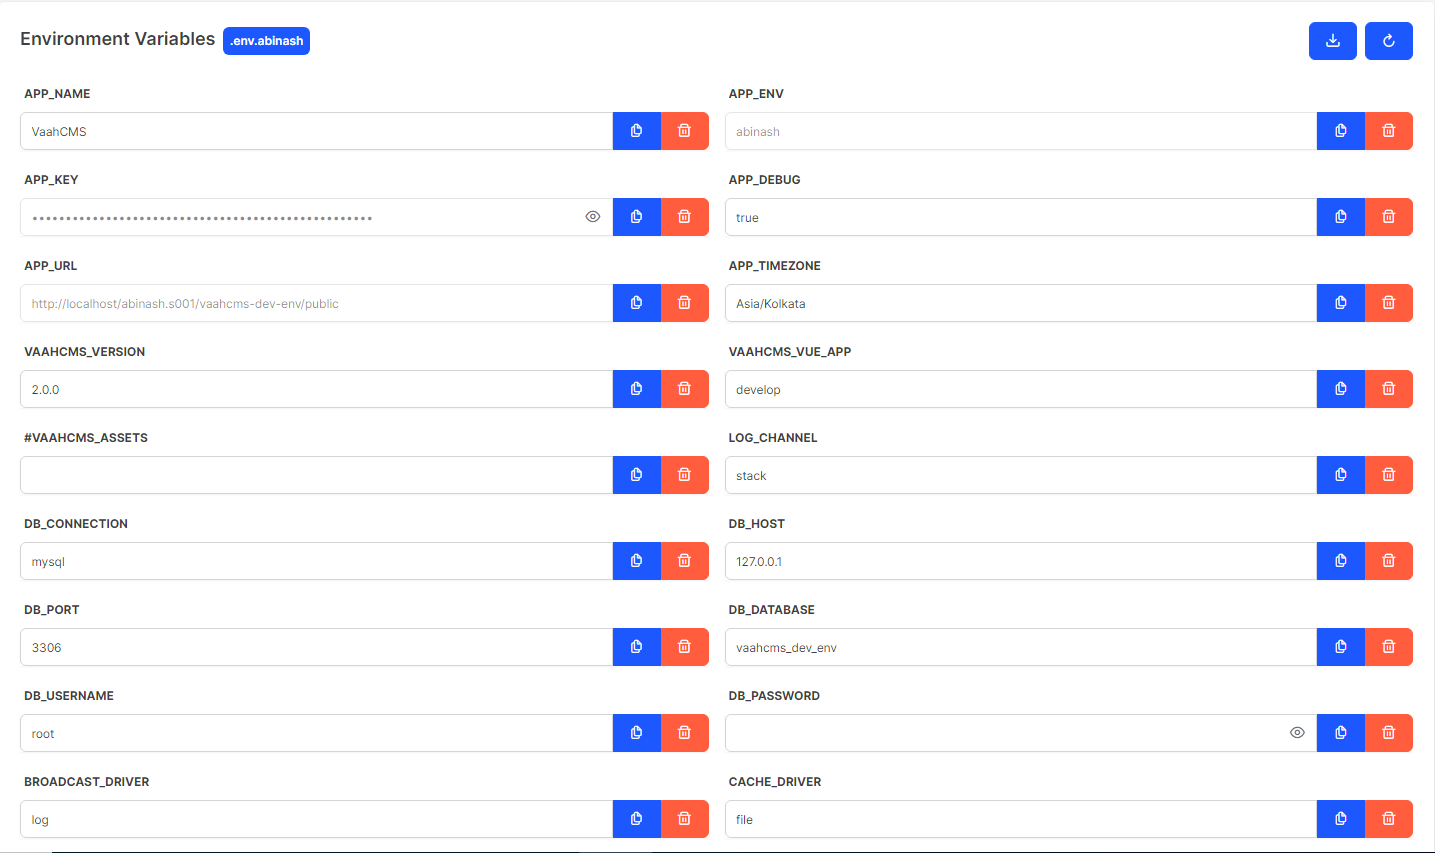 Environment Variables .env.abinash
APP_NAME
VaahCMS
APP_ENV
abinash
APP_KEY
••••••••••••••••••••••••••••••••••••••••••••••••••• 
APP_DEBUG
true
APP_URL
http://localhost/abinash.s001/vaahcms-dev-env/public
APP_TIMEZONE
Asia/Kolkata
VAAHCMS_VERSION
2.0.0
VAAHCMS_VUE_APP
develop
#VAAHCMS_ASSETS
LOG_CHANNEL
stack
DB_CONNECTION
mysql
DB_HOST
127.0.0.1
DB_PORT
3306
DB_DATABASE
vaahcms_dev_env
DB_USERNAME
root
DB_PASSWORD
BROADCAST_DRIVER
log
CACHE_DRIVER
file